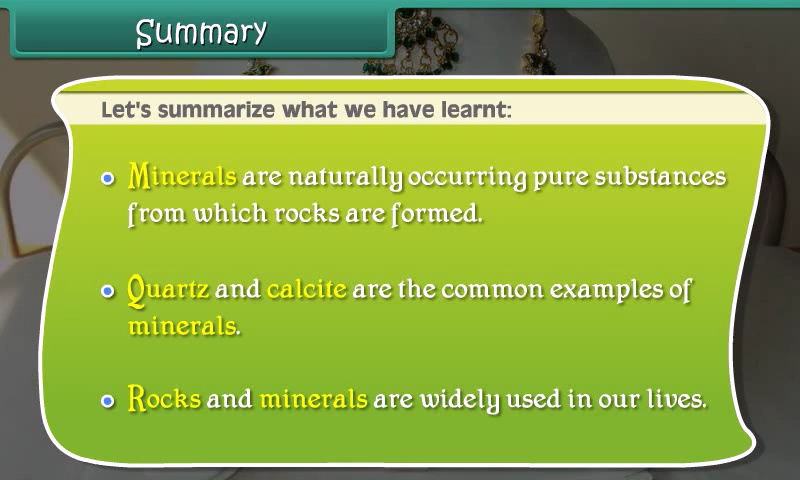 Summary
Let's summarize what we have learnt:
Minerals are naturally occurring pure substances
from which rocks are formed.
Quartz and calcite are the common examples of
minerals.
Rocks and minerals are widely used in our lives.